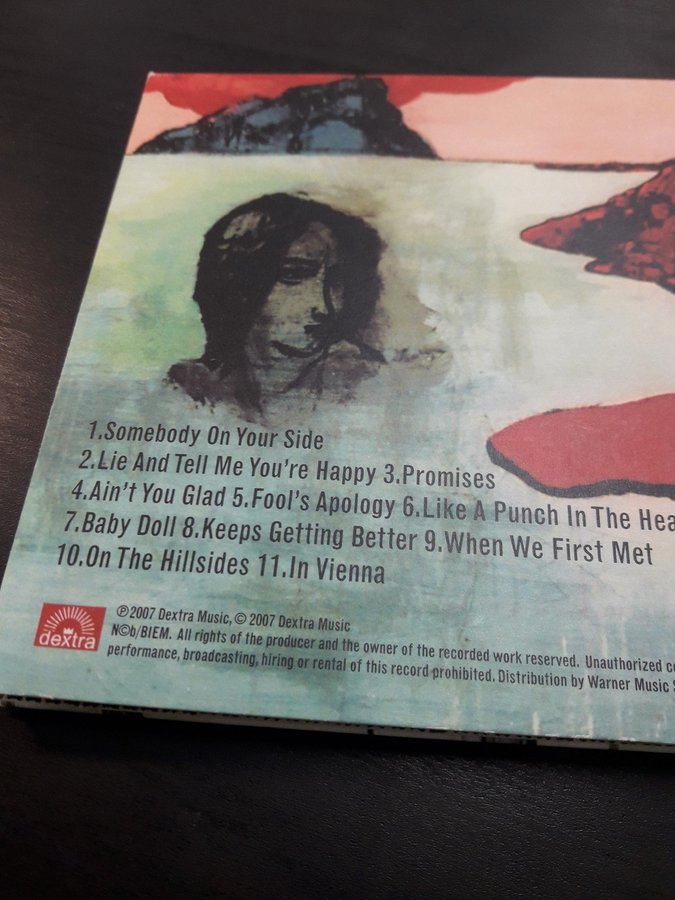 1.Somebody On Your Side
2.Lie And Tell Me You're Happy 3.Promises
4.Ain't You Glad 5.Fool's Apology 6.Like A Punch In The Hea
7.Baby Doll 8.Keeps Getting Better 9.When We First Met
10.On The Hillsides 11.In Vienna
dextra
℗2007 Dextra Music, © 2007 Dextra Music
N©b/BIEM. All rights of the producer and the owner of the recorded work reserved. Unauthorized co
performance, broadcasting, hiring or rental of this record prohibited. Distribution by Warner Music S